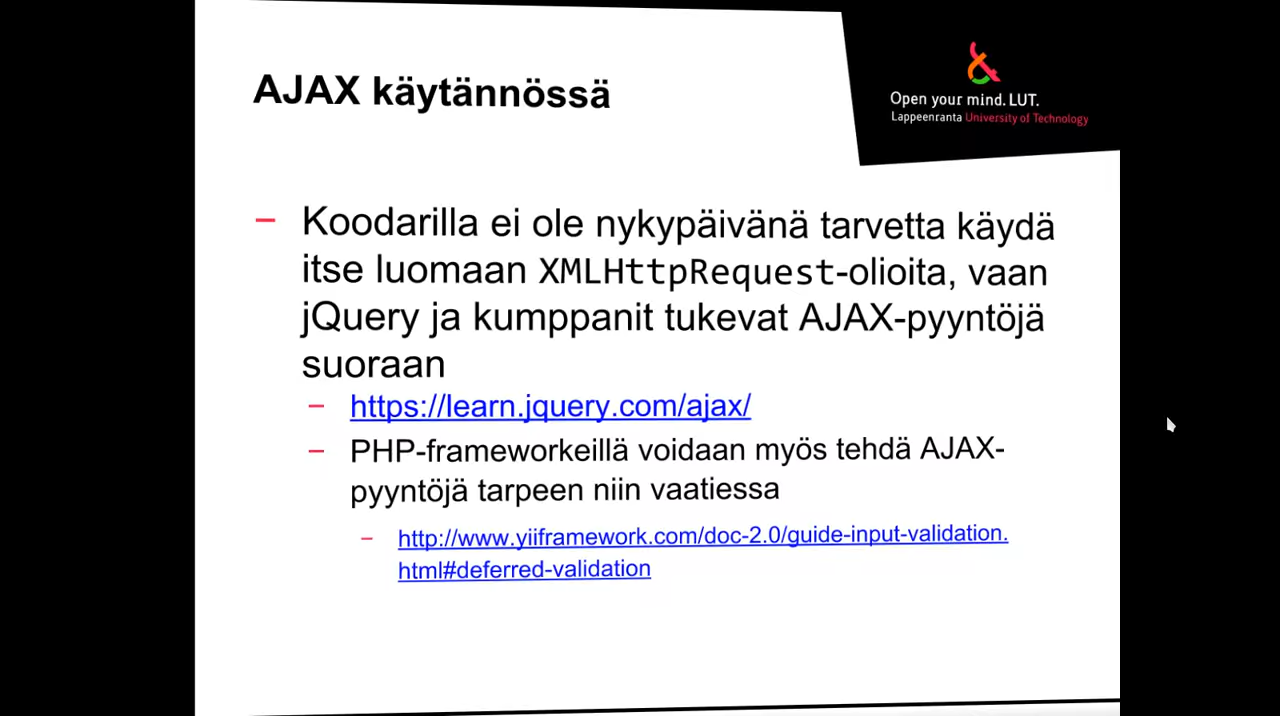 AJAX käytännössä
Open your mind. LUT.
Lappeenranta University of Technology
– Koodarilla ei ole nykypäivänä tarvetta käydä
itse luomaan XMLHttpRequest-olioita, vaan
jQuery ja kumppanit tukevat AJAX-pyyntöjä
suoraan
– https://learn.jquery.com/ajax/
– PHP-frameworkeillä voidaan myös tehdä AJAX-
pyyntöjä tarpeen niin vaatiessa
– http://www.yiiframework.com/doc-2.0/guide-input-validation.
html#deferred-validation